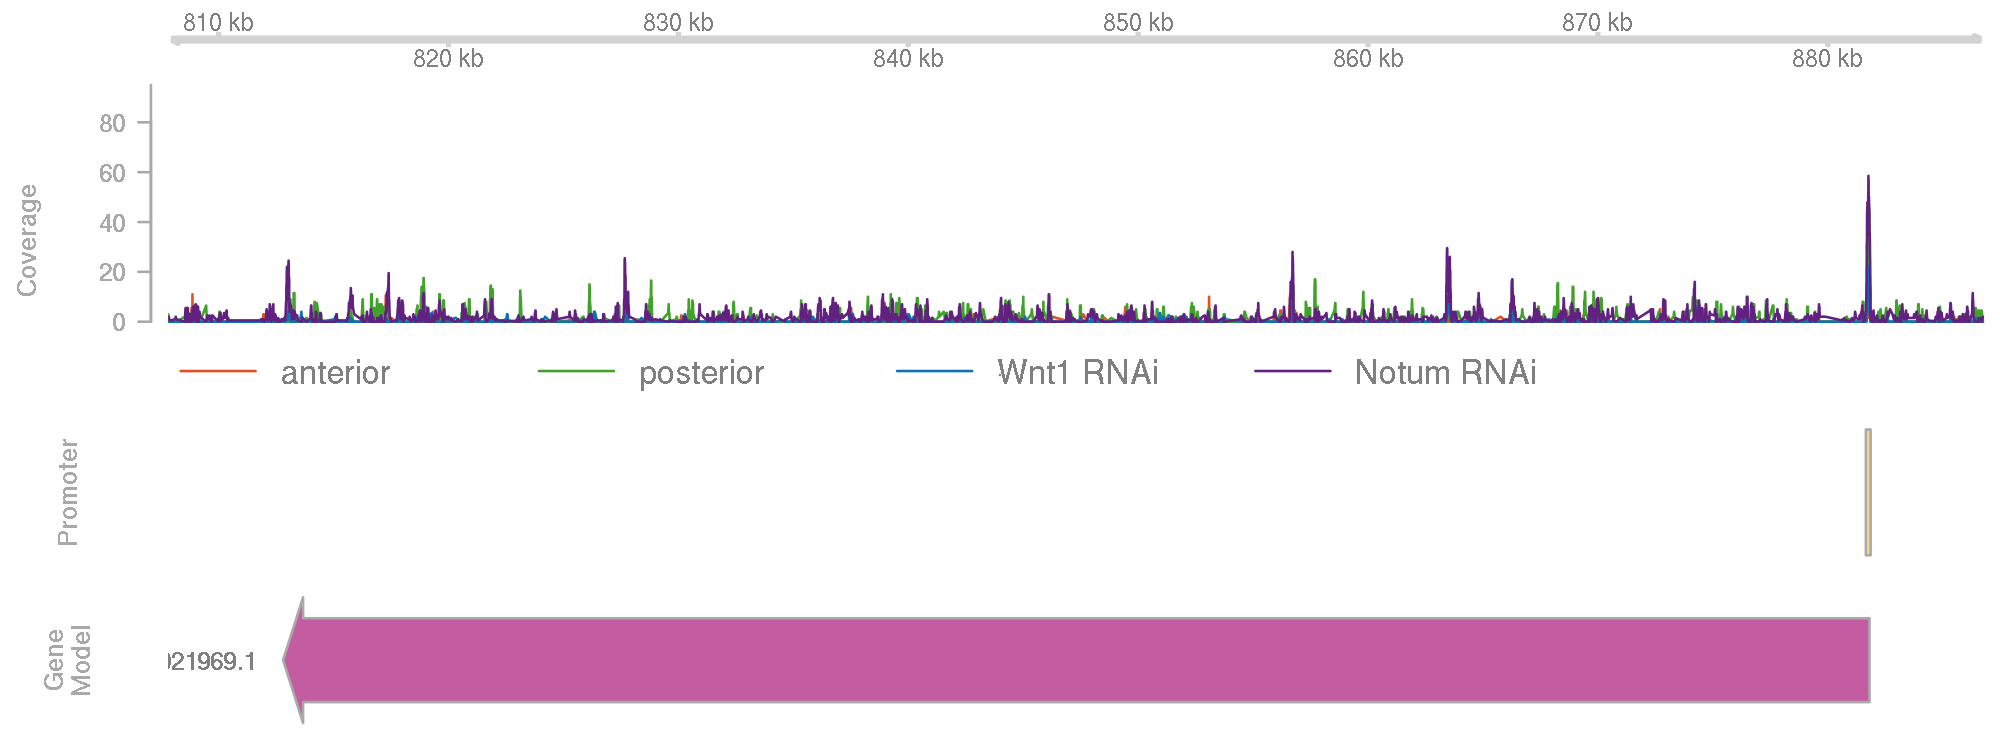 810 kb 830 kb 850 kb 870 kb
820 kb 840 kb 860 kb 880 kb
Coverage
80
60
40
20
0
anterior posterior Wnt1 RNAi Notum RNAi
Promoter
Gene
Model
021969.1